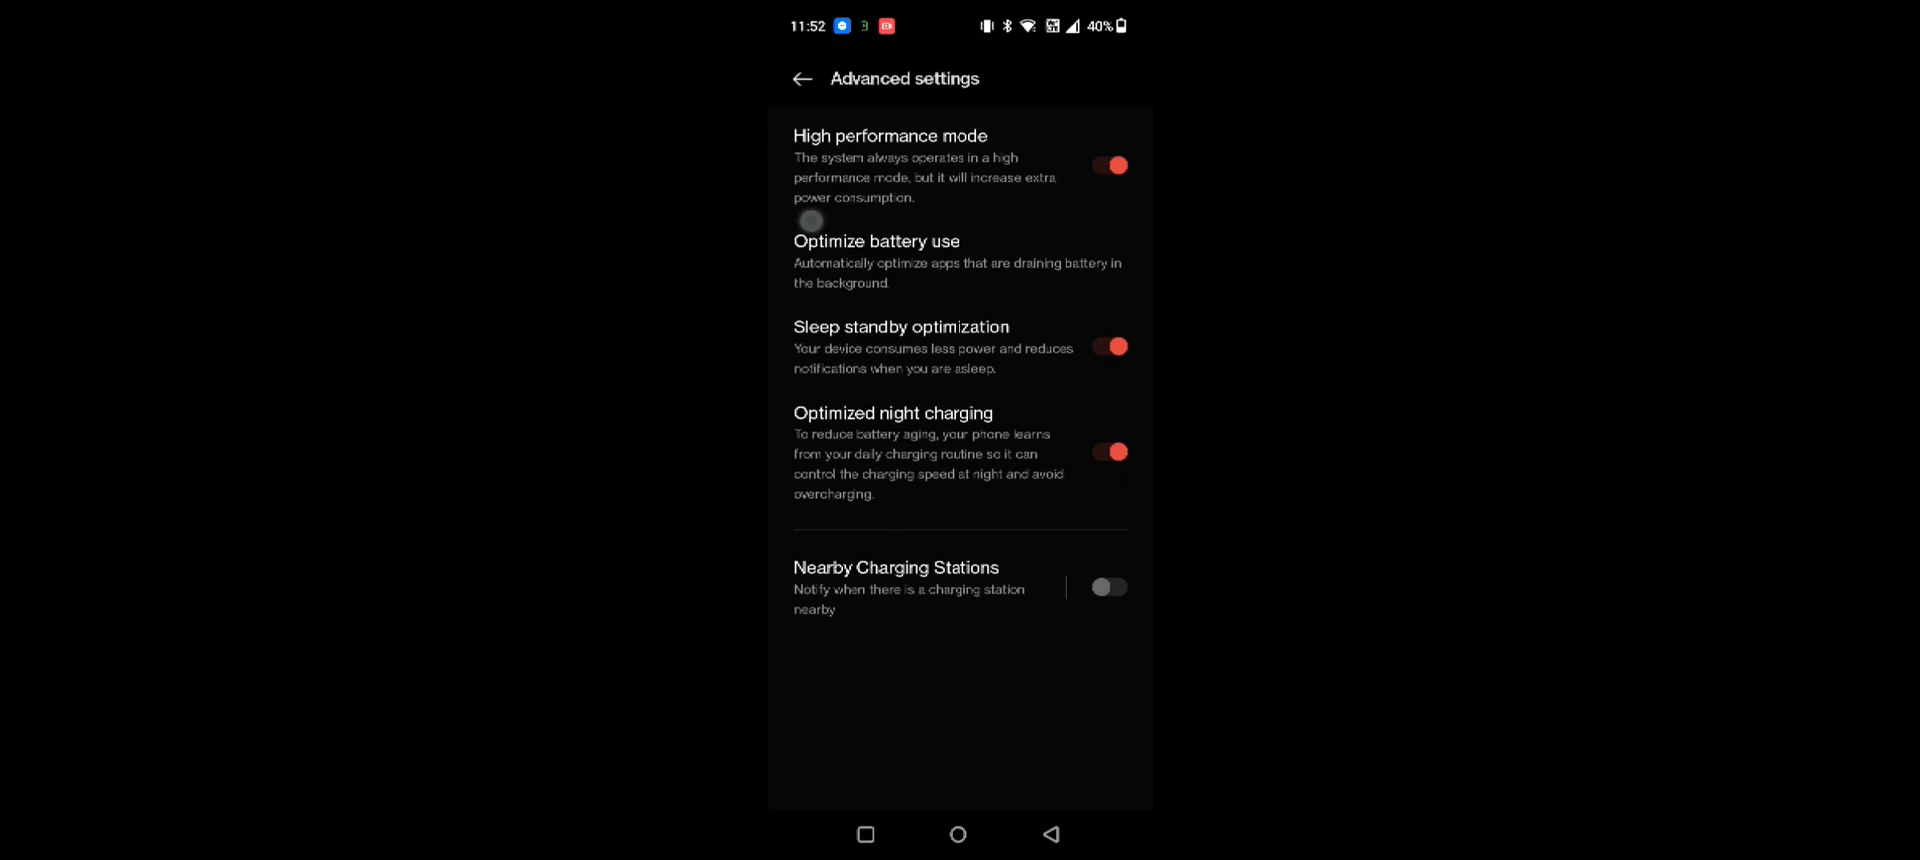 11:52 40%
Advanced settings
High performance mode
The system always operates in a high
performance mode, but it will increase extra
power consumption.
Optimize battery use
Automatically optimize apps that are draining battery in
the background.
Sleep standby optimization
Your device consumes less power and reduces
notifications when you are asleep.
Optimized night charging
To reduce battery aging, your phone learns
from your daily charging routine so it can
control the charging speed at night and avoid
overcharging.
Nearby Charging Stations
Notify when there is a charging station
nearby